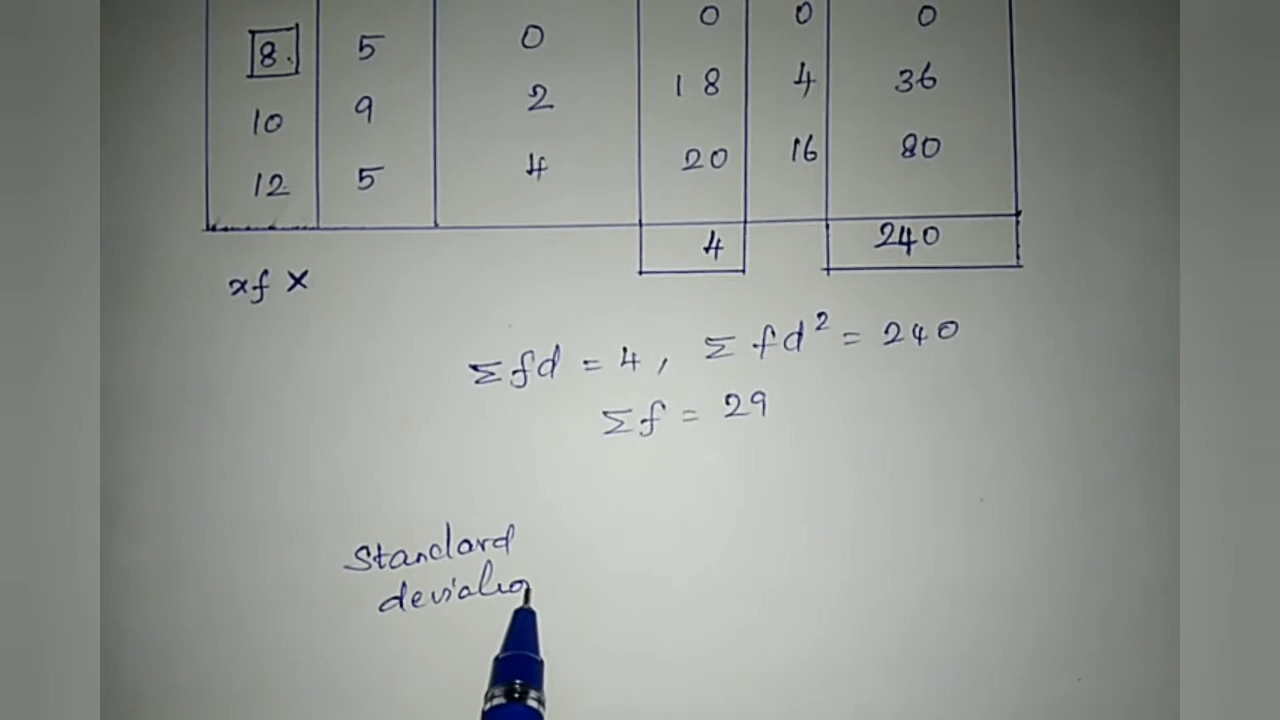 0 0 0
8. 5 0
10 9 2 18 4 36
12 5 4 20 16 80
4 240
xf ×
Σfd = 4, Σfd² = 240
Σf = 29
Standard
deviatio